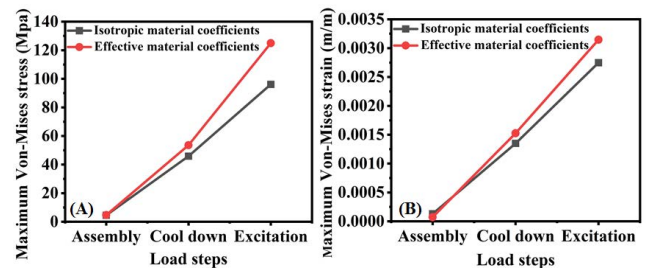 Maximum Von-Mises stress (Mpa)
140
120
100
80
60
40
20
0
Isotropic material coefficients
Effective material coefficients
(A)
Assembly Cool down Excitation
Load steps
Maximum Von-Mises strain (m/m)
0.0035
0.0030
0.0025
0.0020
0.0015
0.0010
0.0005
0.0000
Isotropic material coefficients
Effective material coefficients
(B)
Assembly Cool down Excitation
Load steps